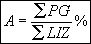 A = ∑PG / ∑LIZ %